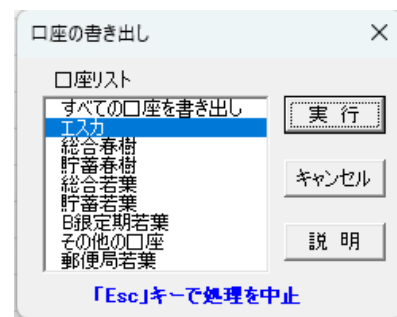 口座の書き出し
口座リスト
すべての口座を書き出し
エスカ
総合春樹
貯蓄春樹
総合若葉
貯蓄若葉
B銀定期若葉
その他の口座
郵便局若葉
実 行
キャンセル
説 明
「Esc」キーで処理を中止